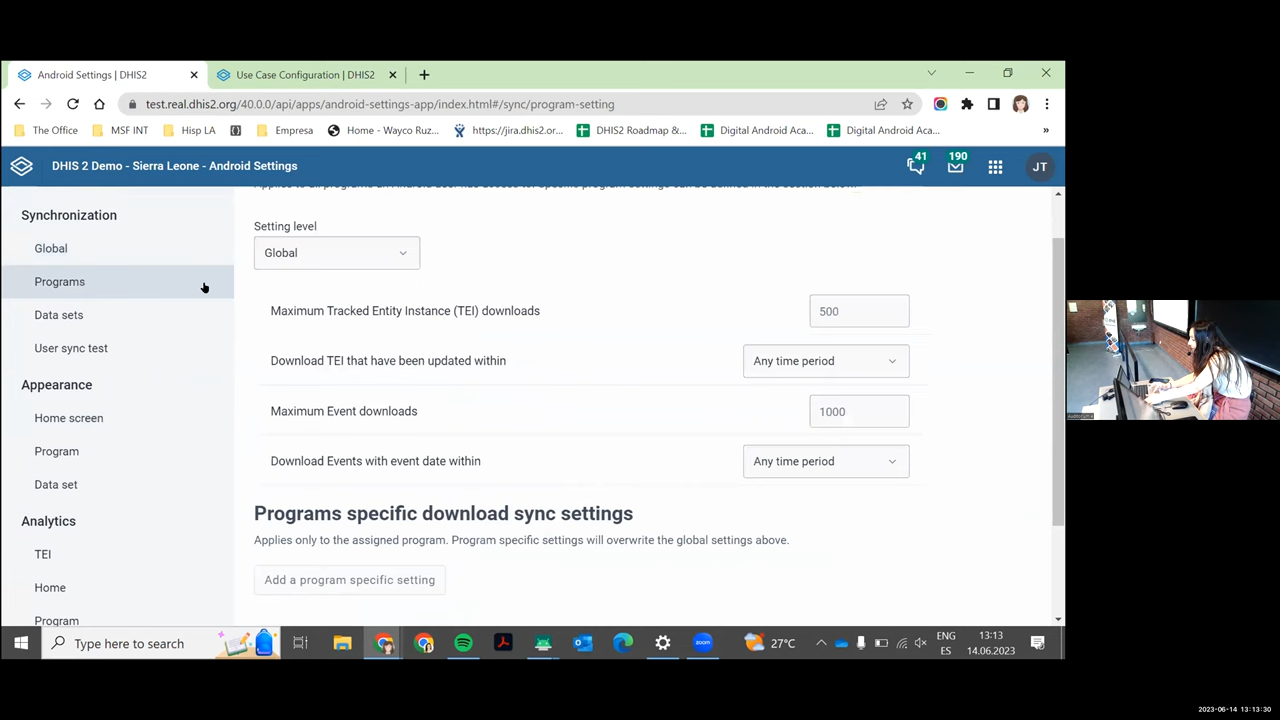 Android Settings | DHIS2
Use Case Configuration | DHIS2
test.real.dhis2.org/40.0.0/api/apps/android-settings-app/index.html#/sync/program-setting
The Office
MSF INT
Hisp LA
Empresa
Home - Wayco Ruz...
https://jira.dhis2.or...
DHIS2 Roadmap &...
Digital Android Aca...
Digital Android Aca...
»
DHIS 2 Demo - Sierra Leone - Android Settings
41
190
JT
Synchronization
Global
Programs
Data sets
User sync test
Appearance
Home screen
Program
Data set
Analytics
TEI
Home
Program
Setting level
Global
Maximum Tracked Entity Instance (TEI) downloads
500
Download TEI that have been updated within
Any time period
Maximum Event downloads
1000
Download Events with event date within
Any time period
Programs specific download sync settings
Applies only to the assigned program. Program specific settings will overwrite the global settings above.
Add a program specific setting
Type here to search
zoom
27°C
ENG
ES
13:13
14.06.2023
2023-06-14 13:13:30